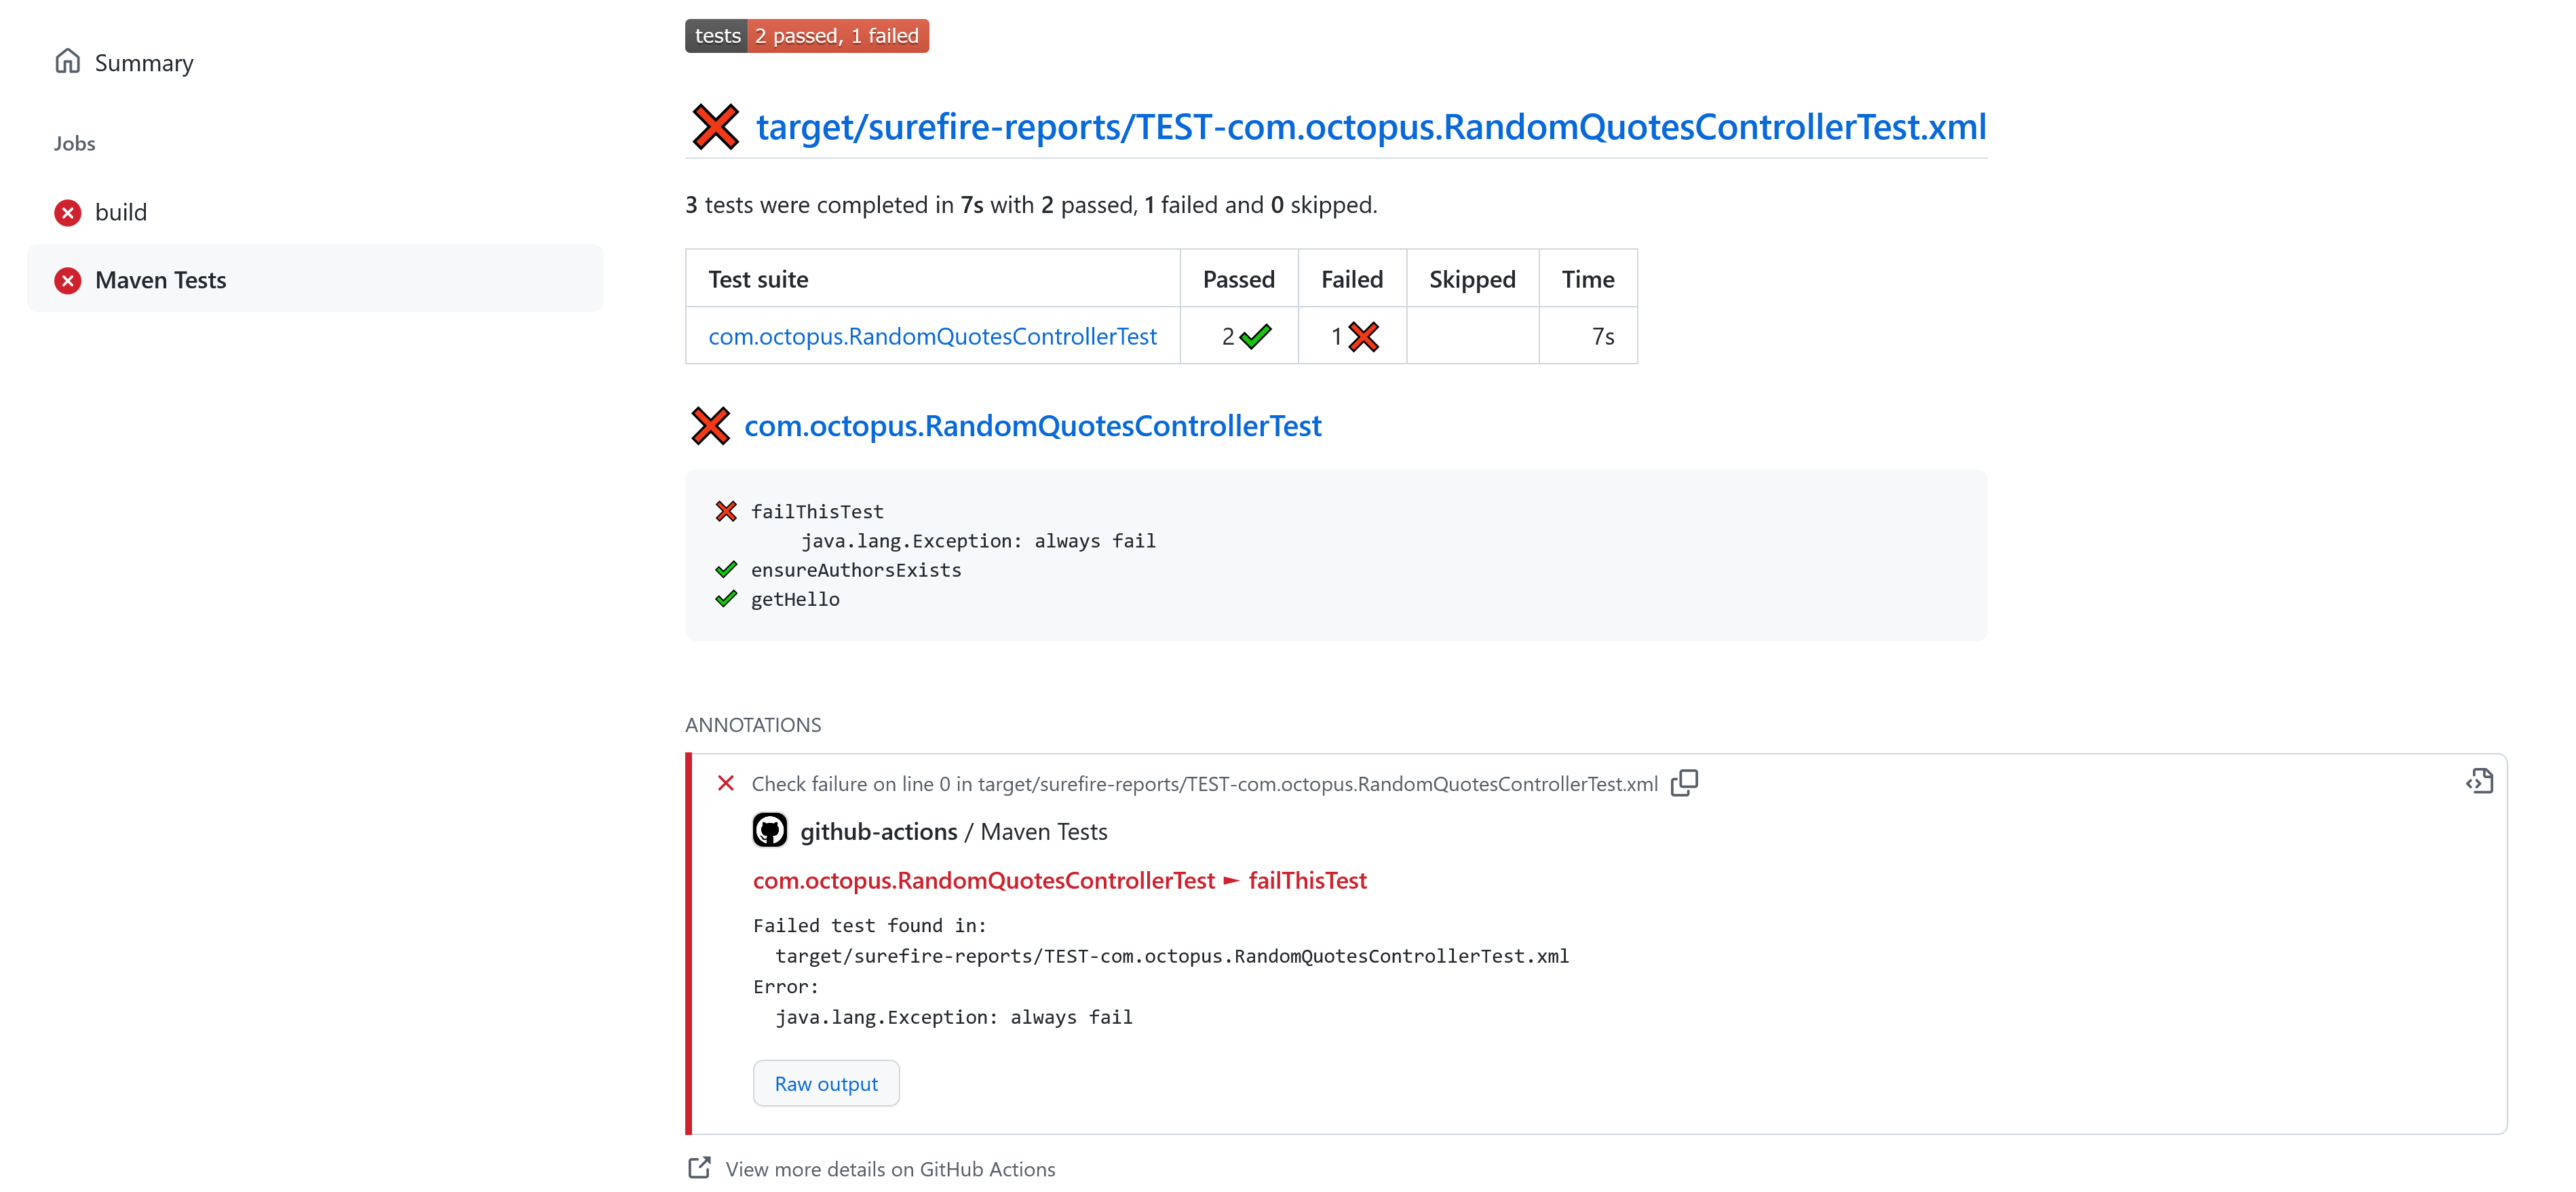 Summary
Jobs
build
Maven Tests
tests 2 passed, 1 failed
target/surefire-reports/TEST-com.octopus.RandomQuotesControllerTest.xml
3 tests were completed in 7s with 2 passed, 1 failed and 0 skipped.
Test suite Passed Failed Skipped Time
com.octopus.RandomQuotesControllerTest 2 1 7s
com.octopus.RandomQuotesControllerTest
failThisTest
java.lang.Exception: always fail
ensureAuthorsExists
getHello
ANNOTATIONS
Check failure on line 0 in target/surefire-reports/TEST-com.octopus.RandomQuotesControllerTest.xml
github-actions / Maven Tests
com.octopus.RandomQuotesControllerTest ► failThisTest
Failed test found in:
target/surefire-reports/TEST-com.octopus.RandomQuotesControllerTest.xml
Error:
java.lang.Exception: always fail
Raw output
View more details on GitHub Actions